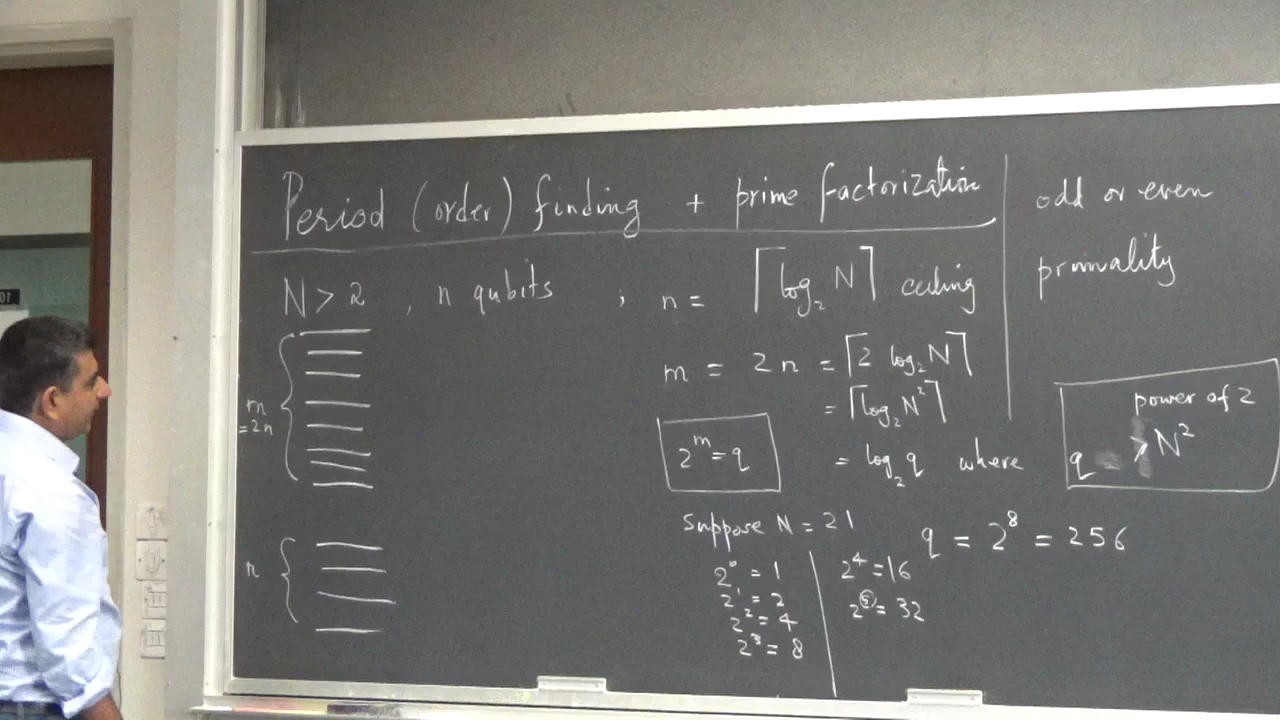 Period (order) finding + prime factorization
N > 2 , n qubits ; n = ⌈log₂ N⌉ ceiling
m = 2n = ⌈2 log₂ N⌉
= ⌈log₂ N²⌉
2^m = q
= log₂ q where
m
= 2n
n
Suppose N = 21
2⁰ = 1
2¹ = 2
2² = 4
2³ = 8
2⁴ = 16
2⁵ = 32
q = 2⁸ = 256
odd or even
primality
power of 2
q > N²